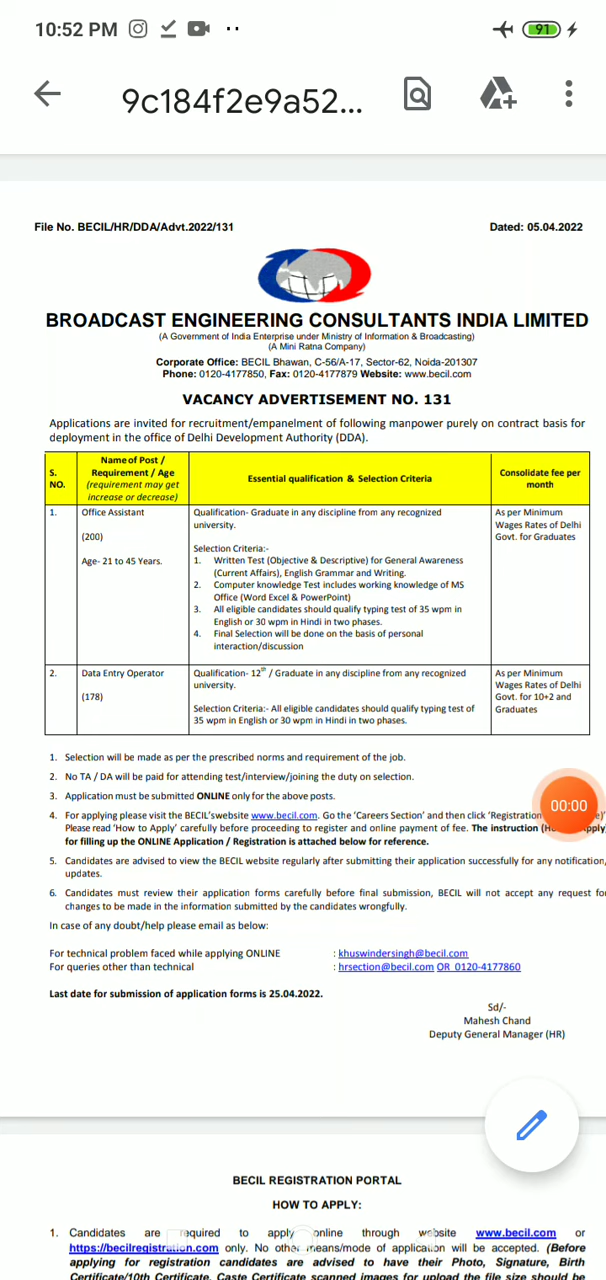 10:52 PM
91
9c184f2e9a52...
File No. BECIL/HR/DDA/Advt.2022/131 Dated: 05.04.2022
BROADCAST ENGINEERING CONSULTANTS INDIA LIMITED
(A Government of India Enterprise under Ministry of Information & Broadcasting)
(A Mini Ratna Company)
Corporate Office: BECIL Bhawan, C-56/A-17, Sector-62, Noida-201307
Phone: 0120-4177850, Fax: 0120-4177879 Website: www.becil.com
VACANCY ADVERTISEMENT NO. 131
Applications are invited for recruitment/empanelment of following manpower purely on contract basis for
deployment in the office of Delhi Development Authority (DDA).
S. NO.
Name of Post /
Requirement / Age
(requirement may get
increase or decrease)
Essential qualification & Selection Criteria
Consolidate fee per
month
1.
Office Assistant
(200)
Age- 21 to 45 Years.
Qualification- Graduate in any discipline from any recognized
university.
Selection Criteria:-
1. Written Test (Objective & Descriptive) for General Awareness
(Current Affairs), English Grammar and Writing.
2. Computer knowledge Test includes working knowledge of MS
Office (Word Excel & PowerPoint)
3. All eligible candidates should qualify typing test of 35 wpm in
English or 30 wpm in Hindi in two phases.
4. Final Selection will be done on the basis of personal
interaction/discussion
As per Minimum
Wages Rates of Delhi
Govt. for Graduates
2.
Data Entry Operator
(178)
Qualification- 12th / Graduate in any discipline from any recognized
university.
Selection Criteria:- All eligible candidates should qualify typing test of
35 wpm in English or 30 wpm in Hindi in two phases.
As per Minimum
Wages Rates of Delhi
Govt. for 10+2 and
Graduates
1. Selection will be made as per the prescribed norms and requirement of the job.
2. No TA / DA will be paid for attending test/interview/joining the duty on selection.
3. Application must be submitted ONLINE only for the above posts.
00:00
4. For applying please visit the BECIL'swebsite www.becil.com. Go the 'Careers Section' and then click 'Registration e)'
Please read 'How to Apply' carefully before proceeding to register and online payment of fee. The instruction pply
for filling up the ONLINE Application / Registration is attached below for reference.
5. Candidates are advised to view the BECIL website regularly after submitting their application successfully for any notification,
updates.
6. Candidates must review their application forms carefully before final submission, BECIL will not accept any request for
changes to be made in the information submitted by the candidates wrongfully.
In case of any doubt/help please email as below:
For technical problem faced while applying ONLINE : khuswindersingh@becil.com
For queries other than technical : hrsection@becil.com OR 0120-4177860
Last date for submission of application forms is 25.04.2022.
Sd/-
Mahesh Chand
Deputy General Manager (HR)
BECIL REGISTRATION PORTAL
HOW TO APPLY:
1. Candidates are required to apply online through website www.becil.com or
https://becilregistration.com only. No other means/mode of application will be accepted. (Before
applying for registration candidates are advised to have their Photo, Signature, Birth
Certificate/10th Certificate, Caste Certificate scanned images for upload the file size should be